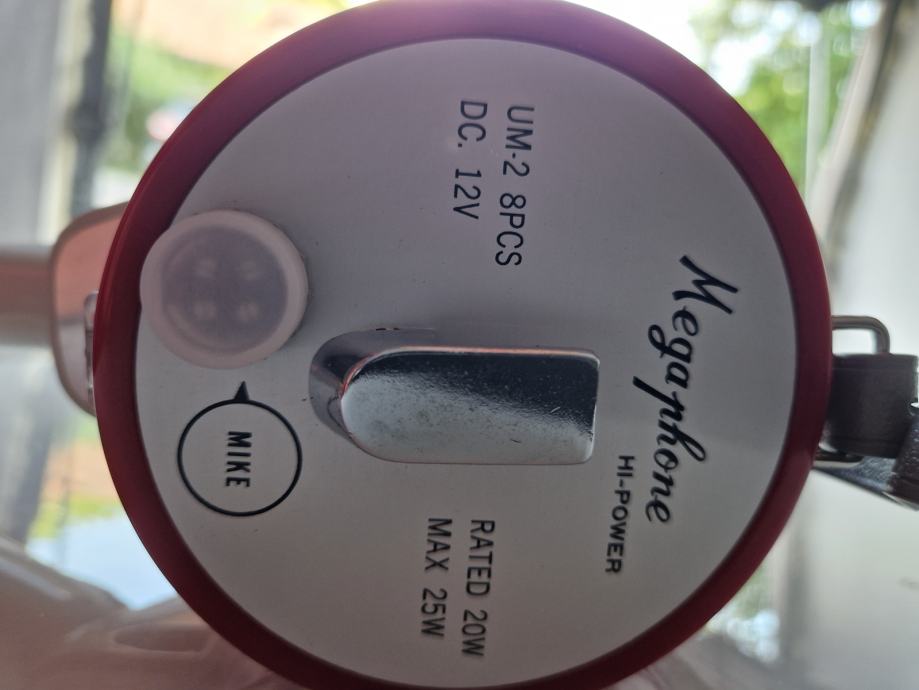 Megaphone
HI-POWER
UM-2 8PCS
DC. 12V
RATED 20W
MAX 25W
MIKE